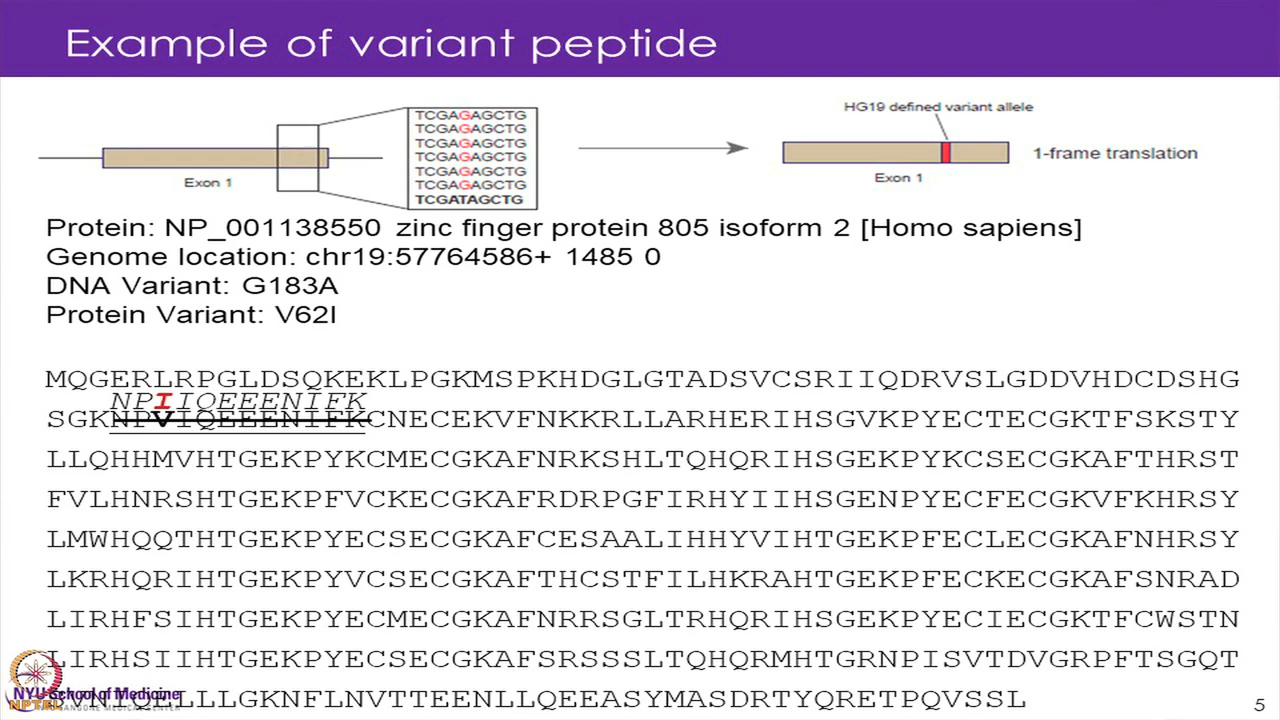 Example of variant peptide
HG19 defined variant allele
TCGAGAGCTG
TCGAGAGCTG
TCGAGAGCTG
TCGAGAGCTG
TCGAGAGCTG
TCGAGAGCTG
TCGATAGCTG
Exon 1
Exon 1
1-frame translation
Protein: NP_001138550 zinc finger protein 805 isoform 2 [Homo sapiens]
Genome location: chr19:57764586+ 1485 0
DNA Variant: G183A
Protein Variant: V62I
MQGERLRPGLDSQKEKLPGKMSPKHDGLGTADSVCSRIIQDRVSLGDDVHDCDSHG
NPIIQEEENIFK
SGKNPVIQEEENIFKCNECEKVFNKKRLLARHERIHSGVKPYECTECGKTFSKSTY
LLQHHMVHTGEKPYKCMECGKAFNRKSHLTQHQRIHSGEKPYKCSECGKAFTHRST
FVLHNRSHTGEKPFVCKECGKAFRDRPGFIRHYIIHSGENPYECFECGKVFKHRSY
LMWHQQTHTGEKPYECSECGKAFCESAALIHHYVIHTGEKPFECLECGKAFNHRSY
LKRHQRIHTGEKPYVCSECGKAFTHCSTFILHKRAHTGEKPFECKECGKAFSNRAD
LIRHFSIHTGEKPYECMECGKAFNRRSGLTRHQRIHSGEKPYECIECGKTFCWSTN
LIRHSIIHTGEKPYECSECGKAFSRSSSLTQHQRMHTGRNPISVTDVGRPFTSGQT
LLLGKNFLNVTTEENLLQEEASYMASDRTYQRETPQVSSL
NYU School of Medicine
NPTEL
5